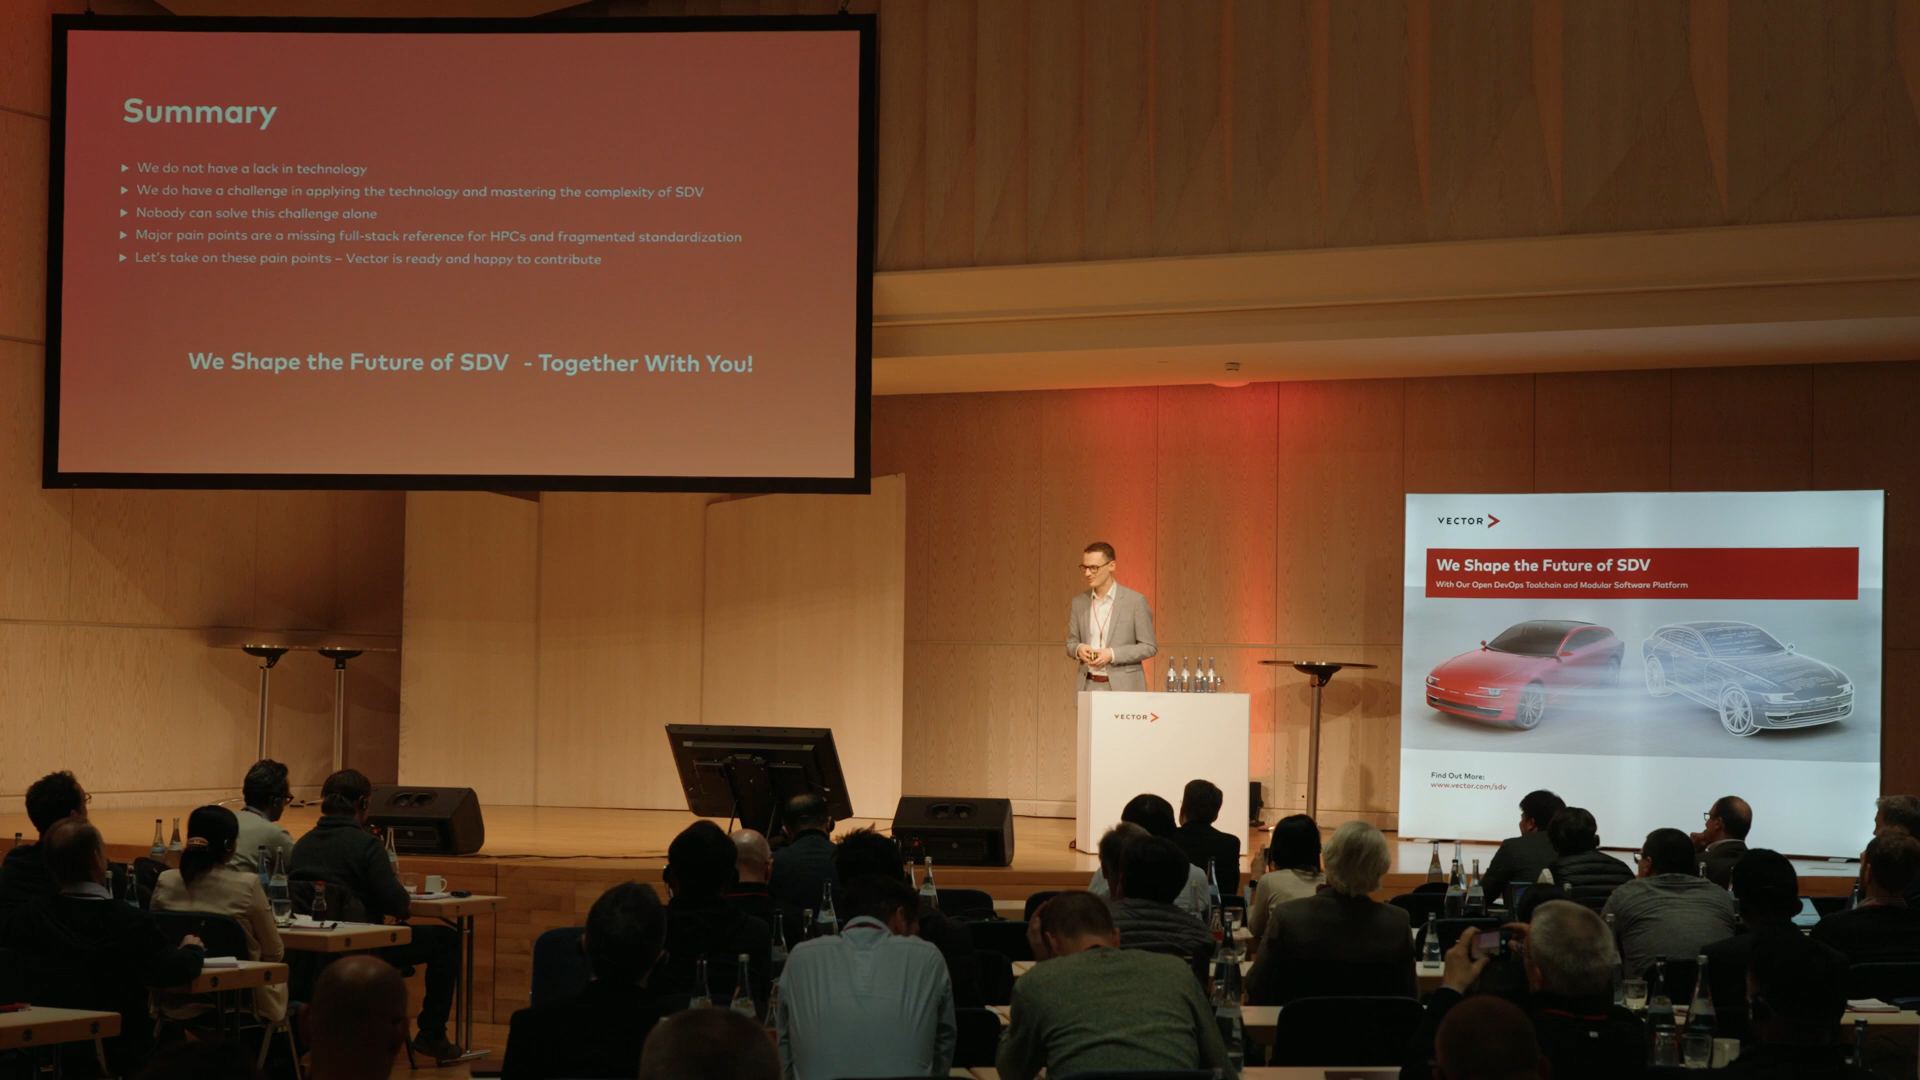 Summary
We do not have a lack in technology
We do have a challenge in applying the technology and mastering the complexity of SDV
Nobody can solve this challenge alone
Major pain points are a missing full-stack reference for HPCs and fragmented standardization
Let's take on these pain points – Vector is ready and happy to contribute
We Shape the Future of SDV - Together With You!
VECTOR
We Shape the Future of SDV
With Our Open DevOps Toolchain and Modular Software Platform
Find Out More:
www.vector.com/sdv
VECTOR